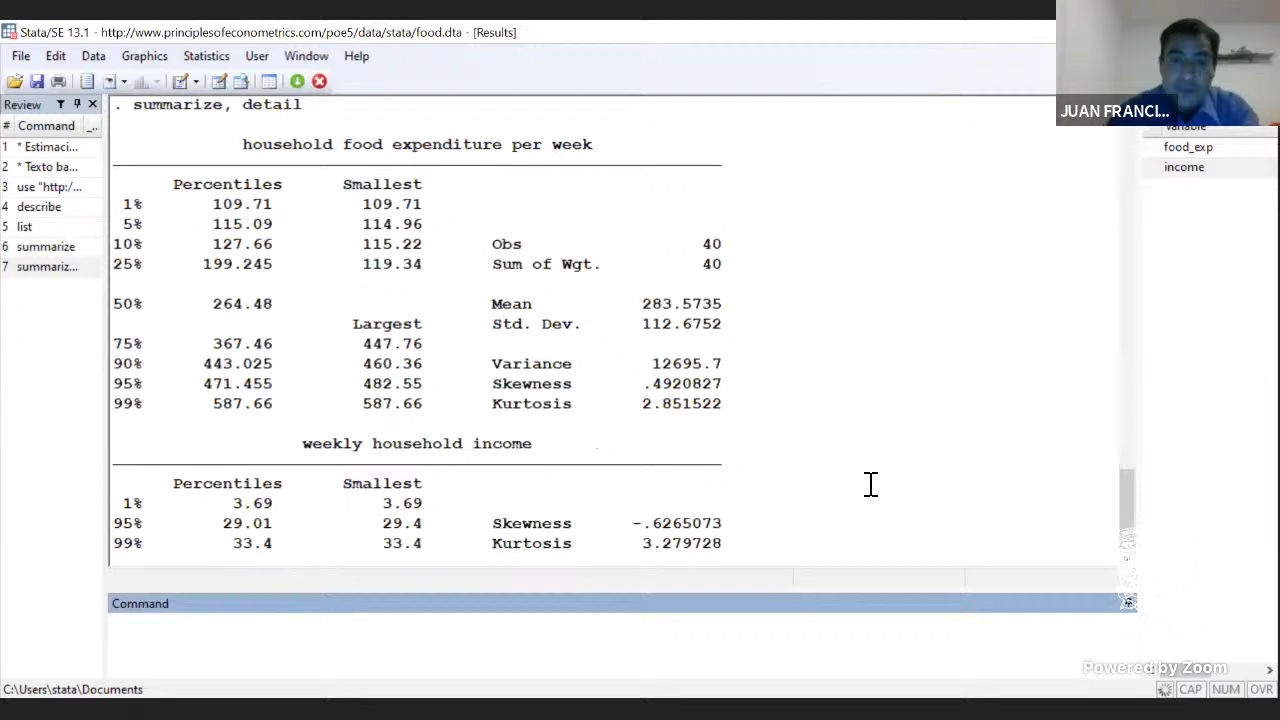 Stata/SE 13.1 - http://www.principlesofeconometrics.com/poe5/data/stata/food.dta - [Results]
File Edit Data Graphics Statistics User Window Help
JUAN FRANCI...
Review
# Command
1 * Estimaci...
2 * Texto ba...
3 use "http:/...
4 describe
5 list
6 summarize
7 summariz...
. summarize, detail
household food expenditure per week
Percentiles Smallest
1% 109.71 109.71
5% 115.09 114.96
10% 127.66 115.22 Obs 40
25% 199.245 119.34 Sum of Wgt. 40
50% 264.48 Mean 283.5735
Largest Std. Dev. 112.6752
75% 367.46 447.76
90% 443.025 460.36 Variance 12695.7
95% 471.455 482.55 Skewness .4920827
99% 587.66 587.66 Kurtosis 2.851522
weekly household income
Percentiles Smallest
1% 3.69 3.69
95% 29.01 29.4 Skewness -.6265073
99% 33.4 33.4 Kurtosis 3.279728
Variable
food_exp
income
Command
Powered by Zoom
C:\Users\stata\Documents
CAP NUM OVR